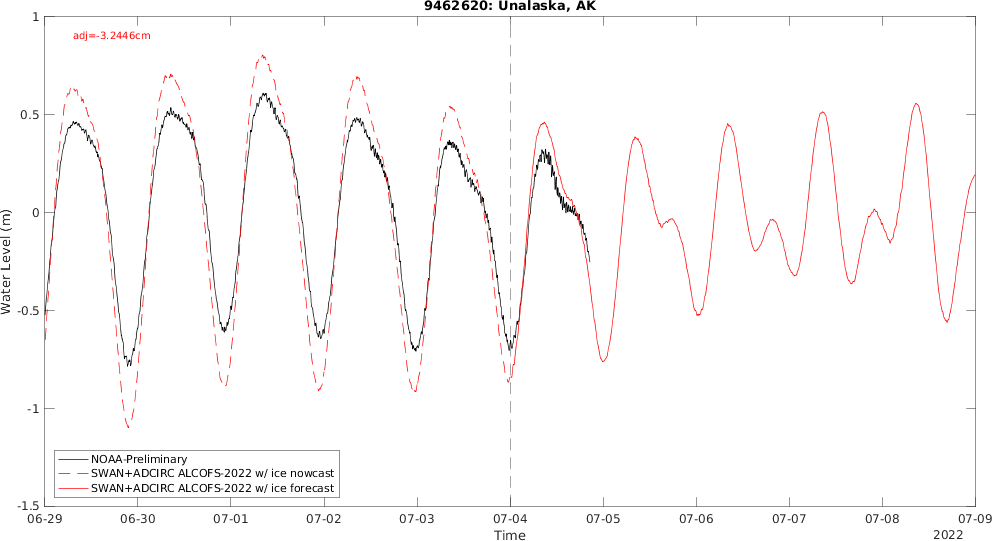 9462620: Unalaska, AK
adj=-3.2446cm
Water Level (m)
1
0.5
0
-0.5
-1
-1.5
NOAA-Preliminary
SWAN+ADCIRC ALCOFS-2022 w/ ice nowcast
SWAN+ADCIRC ALCOFS-2022 w/ ice forecast
06-29 06-30 07-01 07-02 07-03 07-04 07-05 07-06 07-07 07-08 07-09
Time
2022